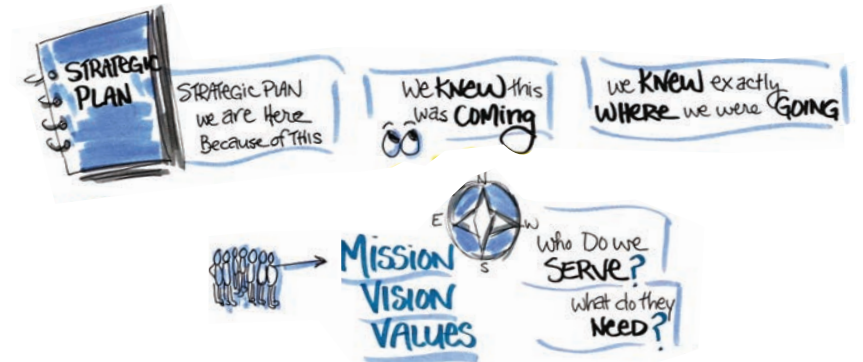 STRATEGIC
PLAN
STRATEGIC PLAN
we are Here
Because of THIS
we KNEW this
was COMING
we KNEW exactly
WHERE we were GOING
N
E
W
S
MISSION
VISION
VALUES
Who Do we
SERVE?
what do they
NEED?